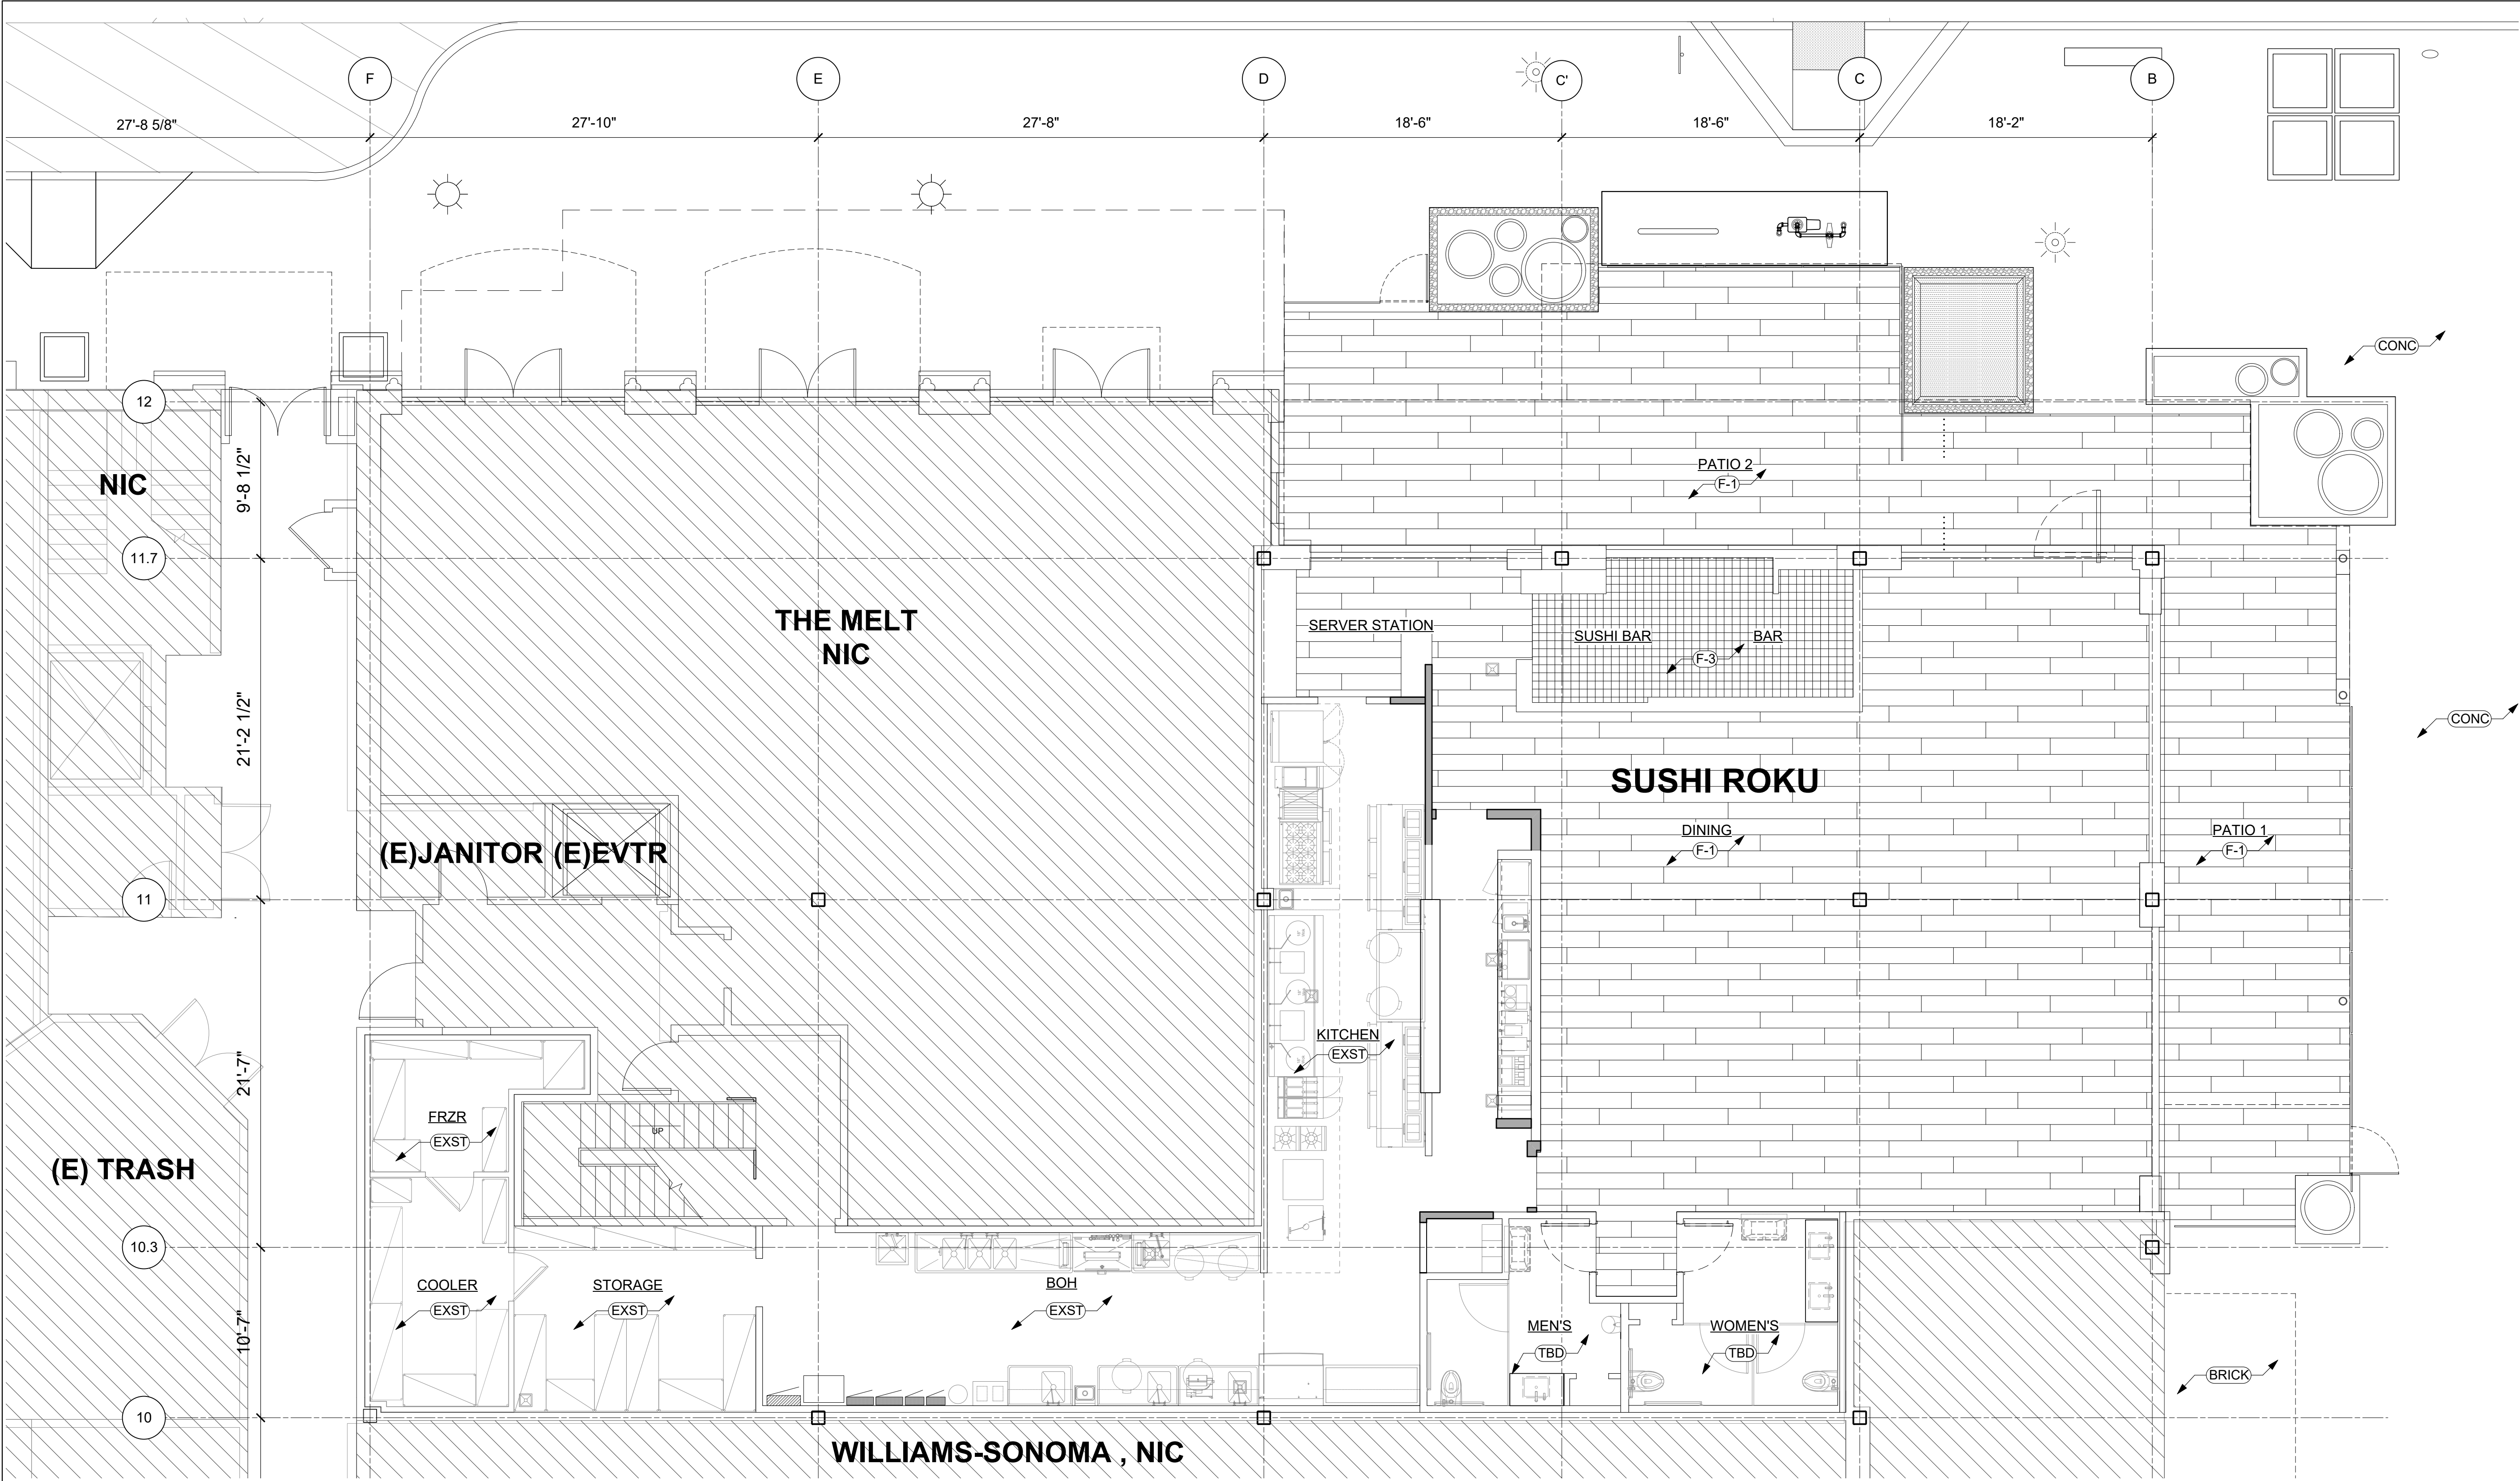 F
E
D
C'
C
B
27'-8 5/8"
27'-10"
27'-8"
18'-6"
18'-6"
18'-2"
CONC
12
NIC
9'-8 1/2"
PATIO 2
F-1
11.7
THE MELT
NIC
SERVER STATION
SUSHI BAR
BAR
F-3
21'-2 1/2"
CONC
SUSHI ROKU
(E)JANITOR
(E)EVTR
DINING
F-1
PATIO 1
F-1
11
KITCHEN
EXST
21'-7"
FRZR
EXST
UP
(E) TRASH
10.3
COOLER
EXST
STORAGE
EXST
BOH
EXST
10'-7"
MEN'S
TBD
WOMEN'S
TBD
BRICK
10
WILLIAMS-SONOMA , NIC